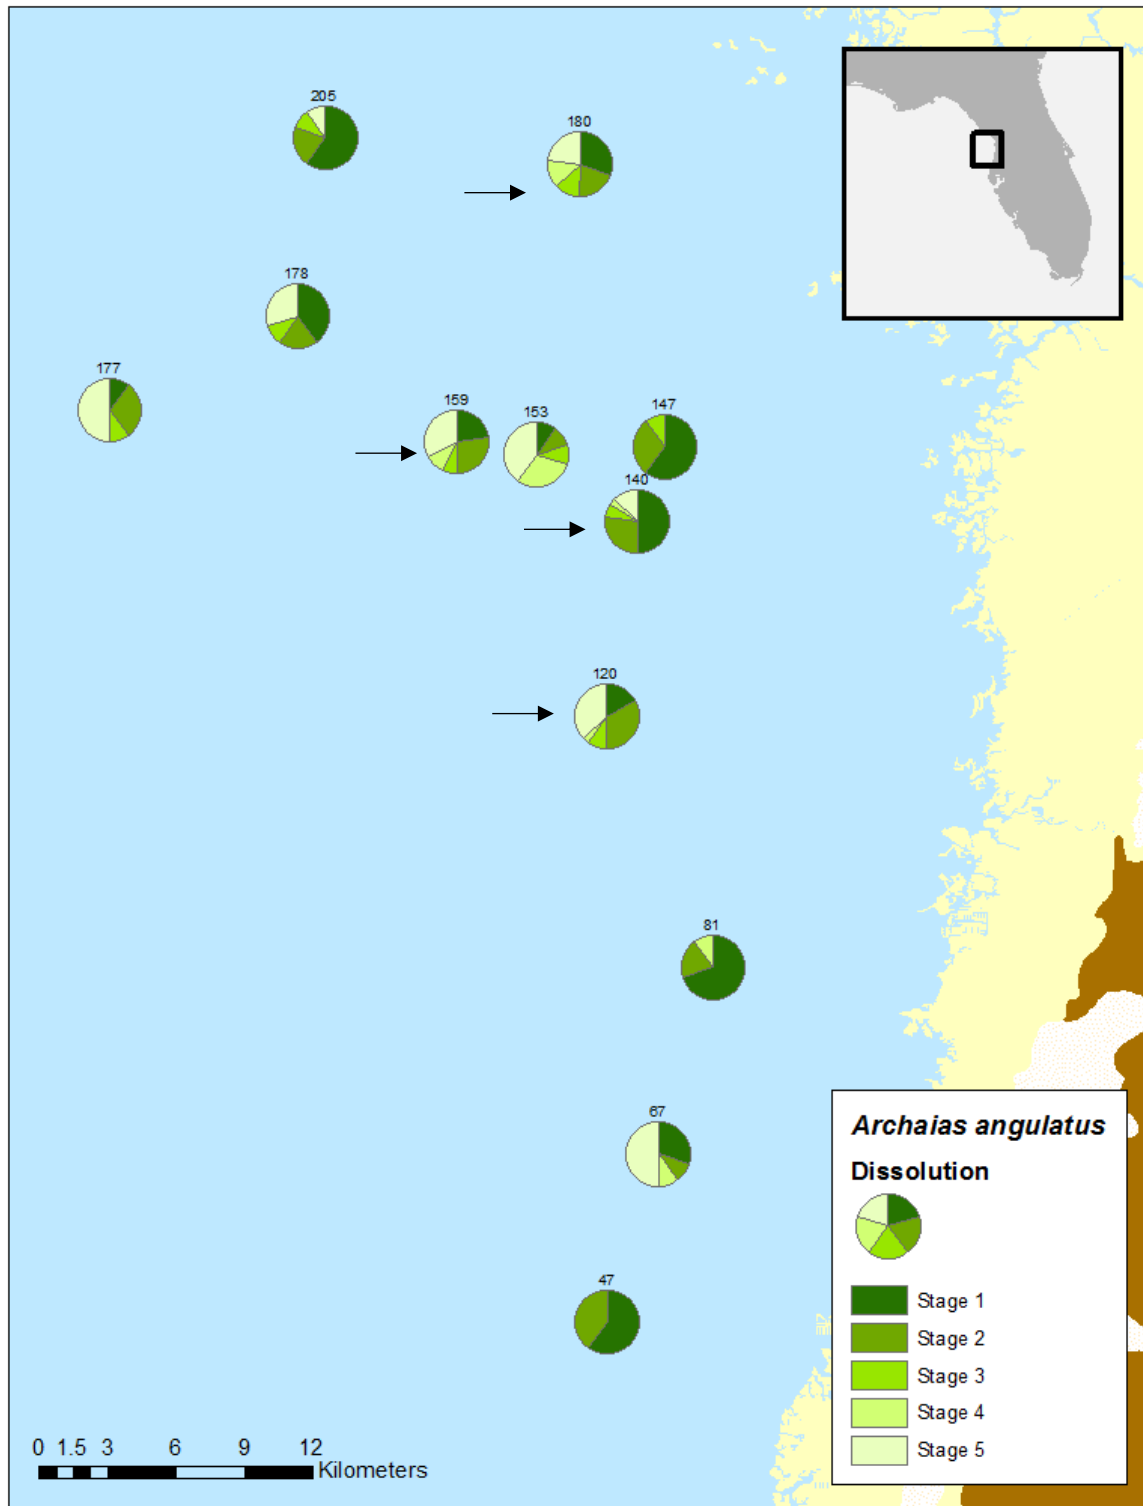 205
180
178
177
159
153
147
140
120
81
67
47
Archaias angulatus
Dissolution
Stage 1
Stage 2
Stage 3
Stage 4
Stage 5
0 1.5 3 6 9 12
Kilometers